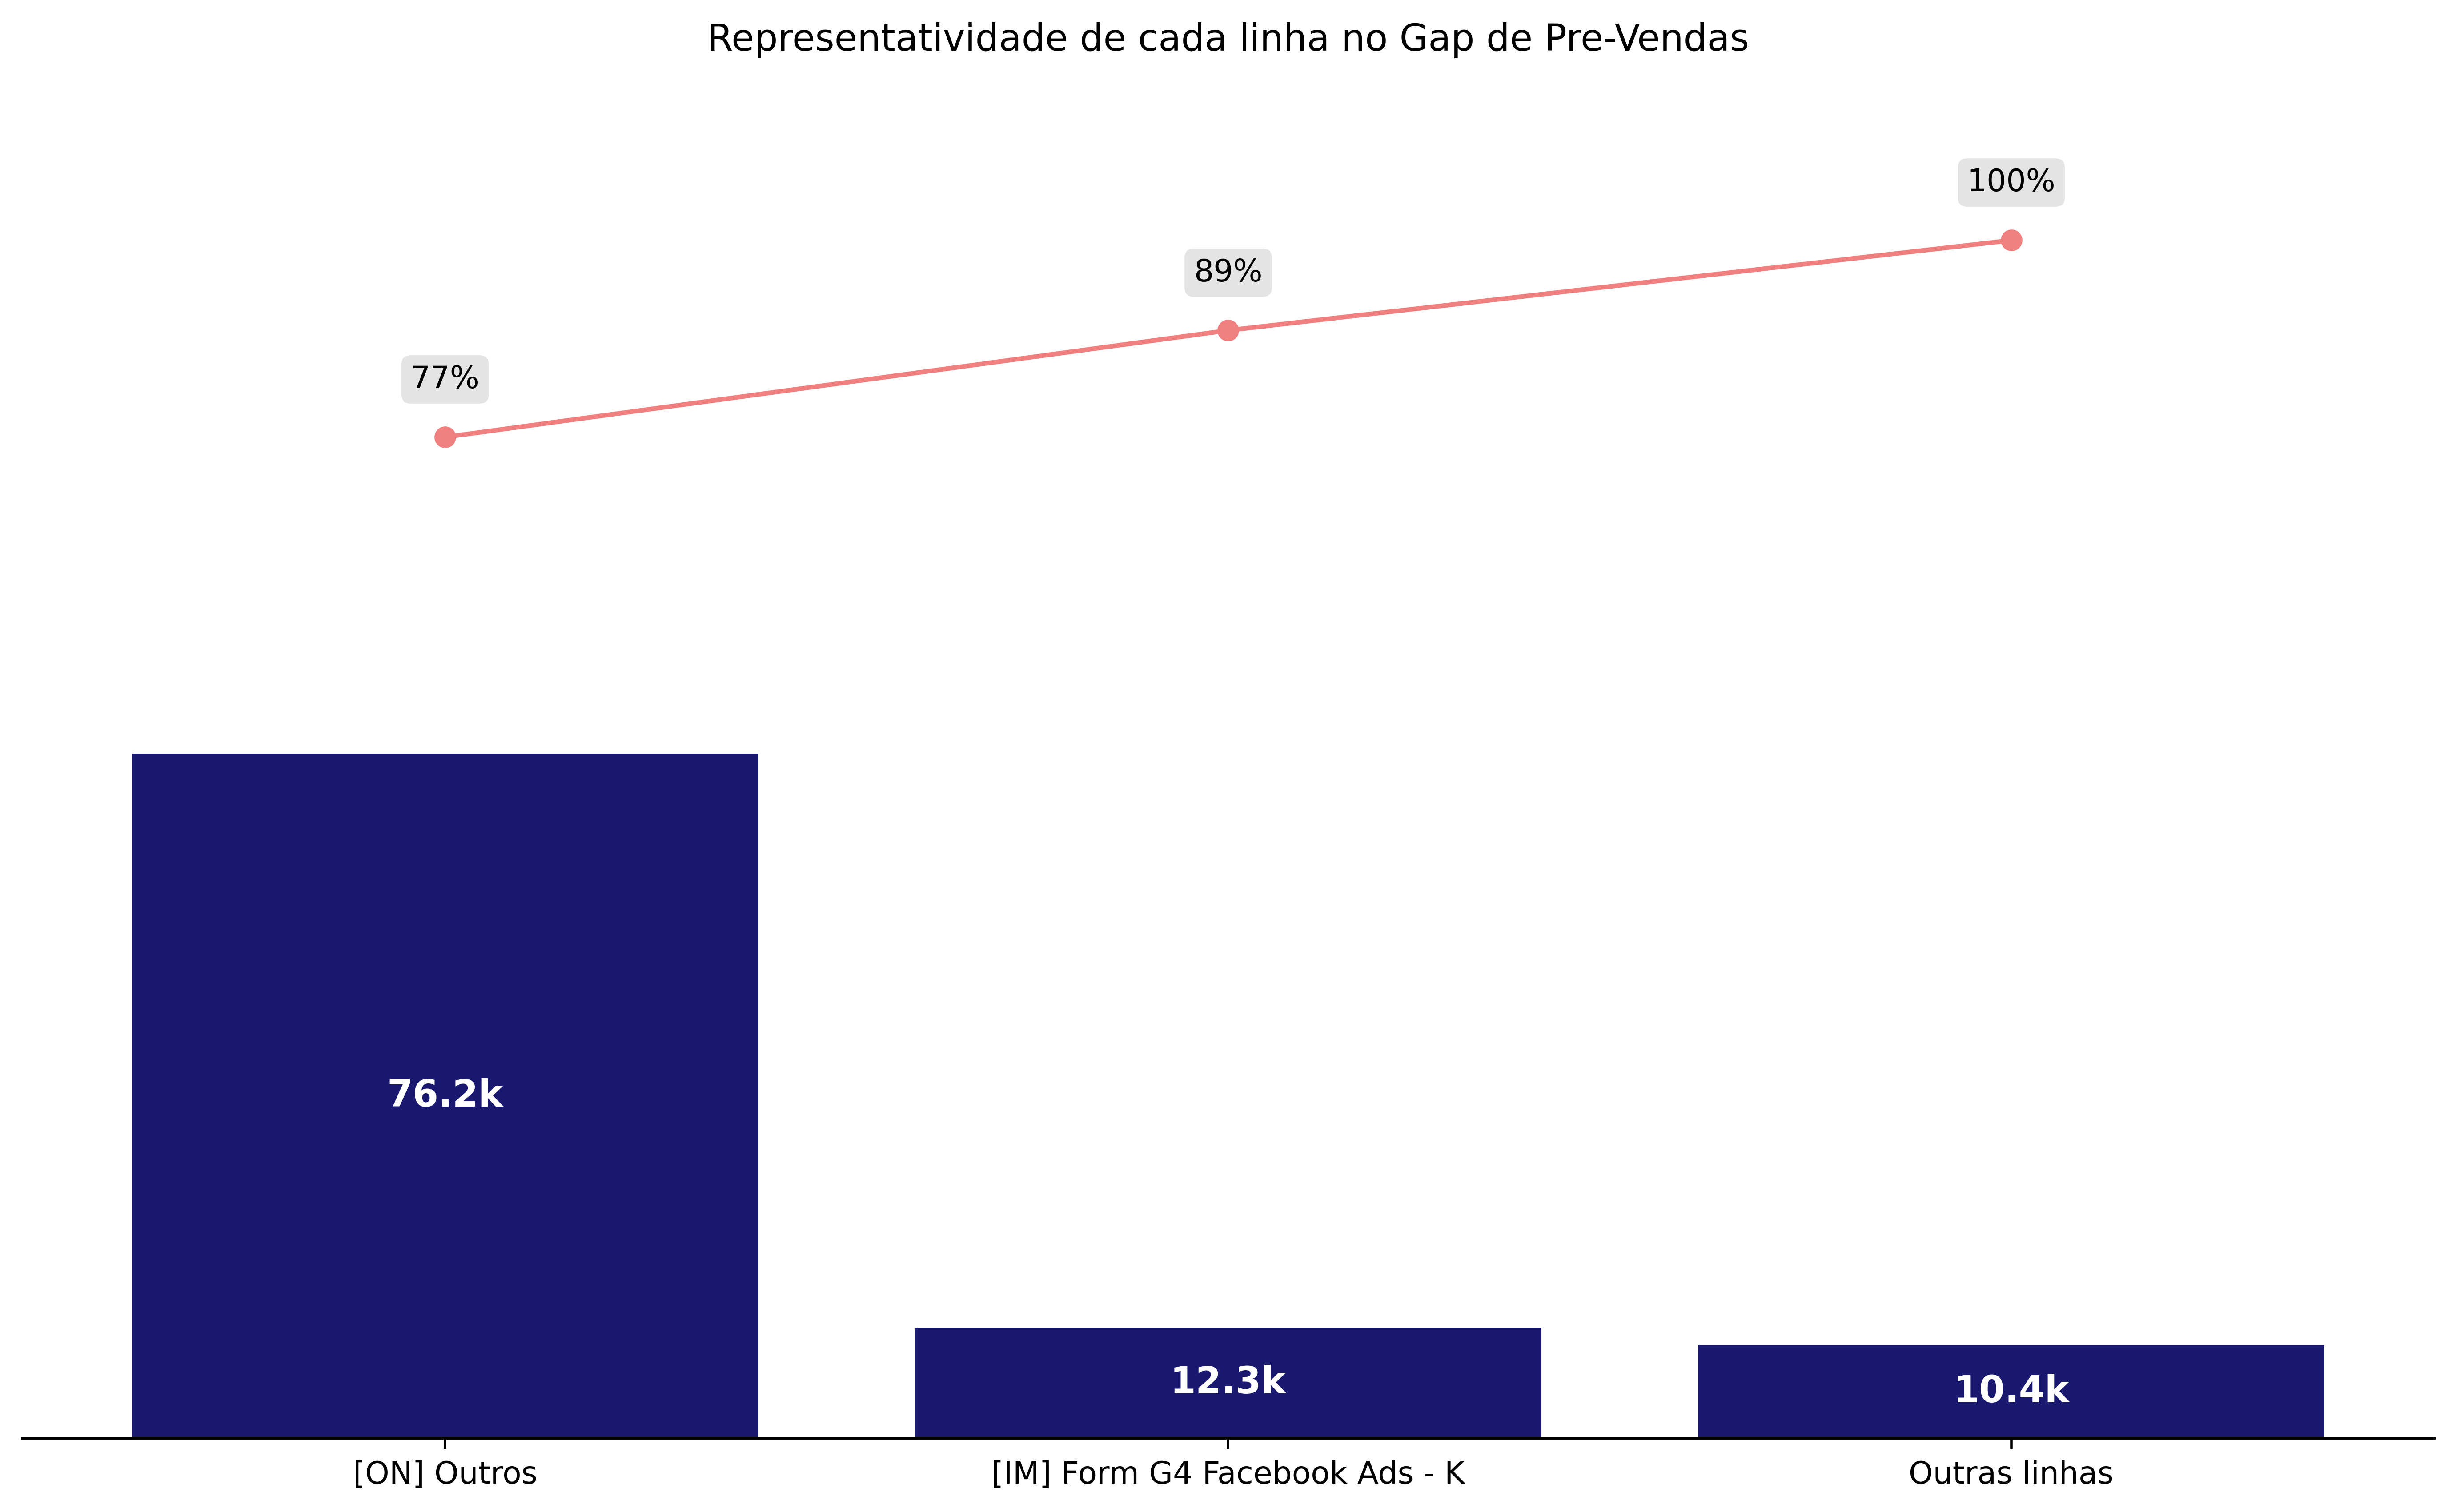 Representatividade de cada linha no Gap de Pre-Vendas
100%
89%
77%
76.2k
12.3k
10.4k
[ON] Outros
[IM] Form G4 Facebook Ads - K
Outras linhas